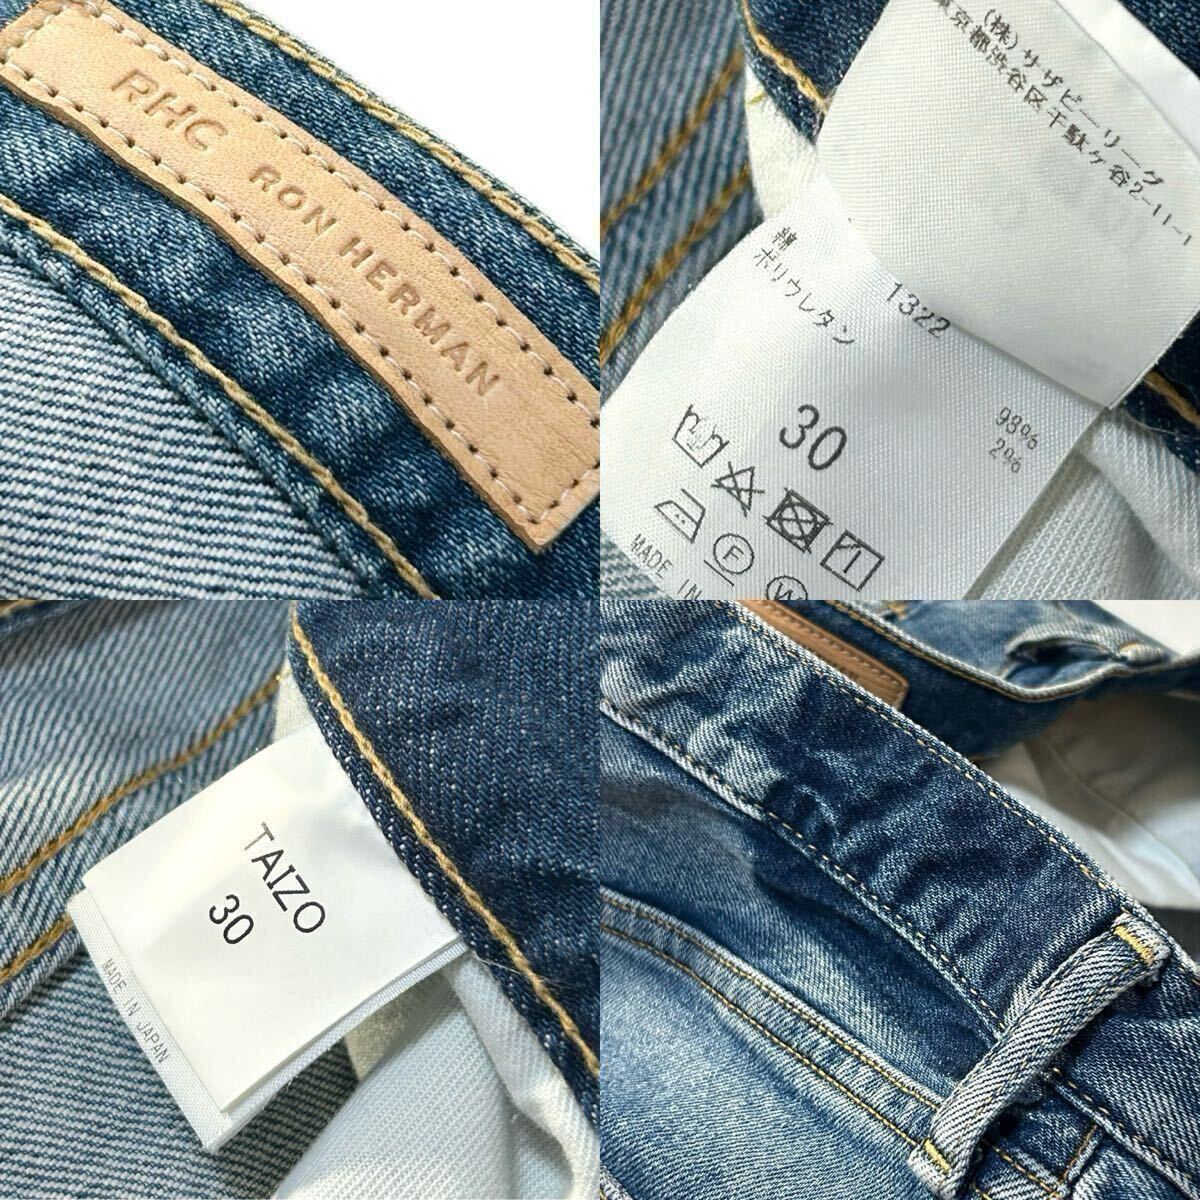 RHC RON HERMAN
(株)サザビーリーグ
東京都渋谷区千駄ケ谷2-11-1
1322
綿 98%
ポリウレタン 2%
30
F
W
MADE IN
TAIZO
30
MADE IN JAPAN